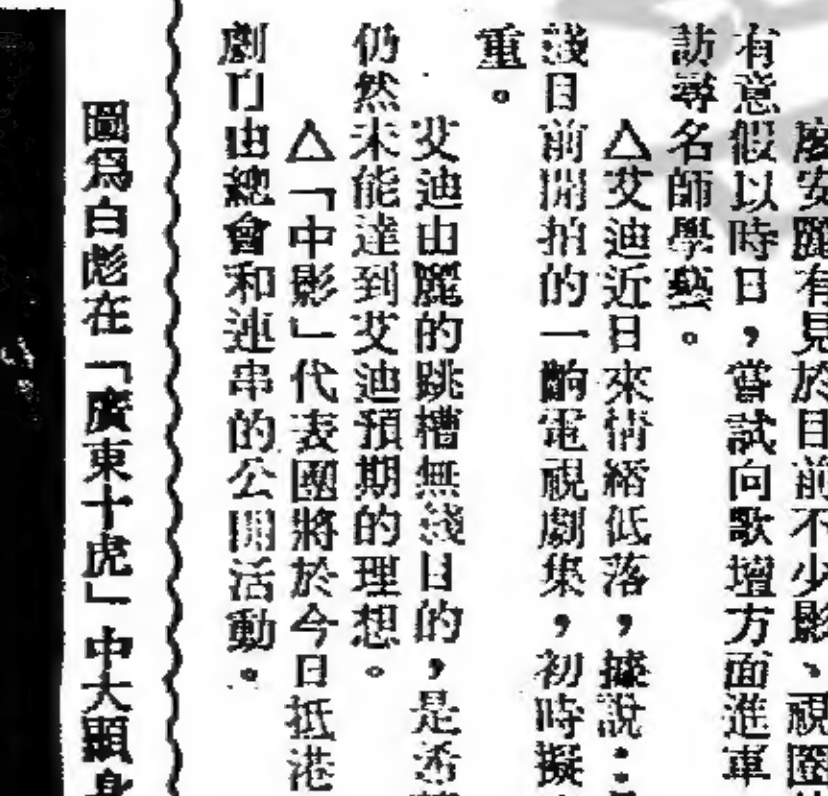 廖安麗有見於目前不少影、視圈
有意假以時日，嘗試向歌壇方面進軍
訪尋名師學藝。
△艾迪近日來情緒低落，據說：
綫目前開拍的一齣電視劇集，初時擬
重。
艾迪由麗的跳槽無綫目的，是希
仍然未能達到艾迪預期的理想。
△「中影」代表團將於今日抵港
劇自由總會和連串的公開活動。
圖爲白彪在「廣東十虎」中大顯身